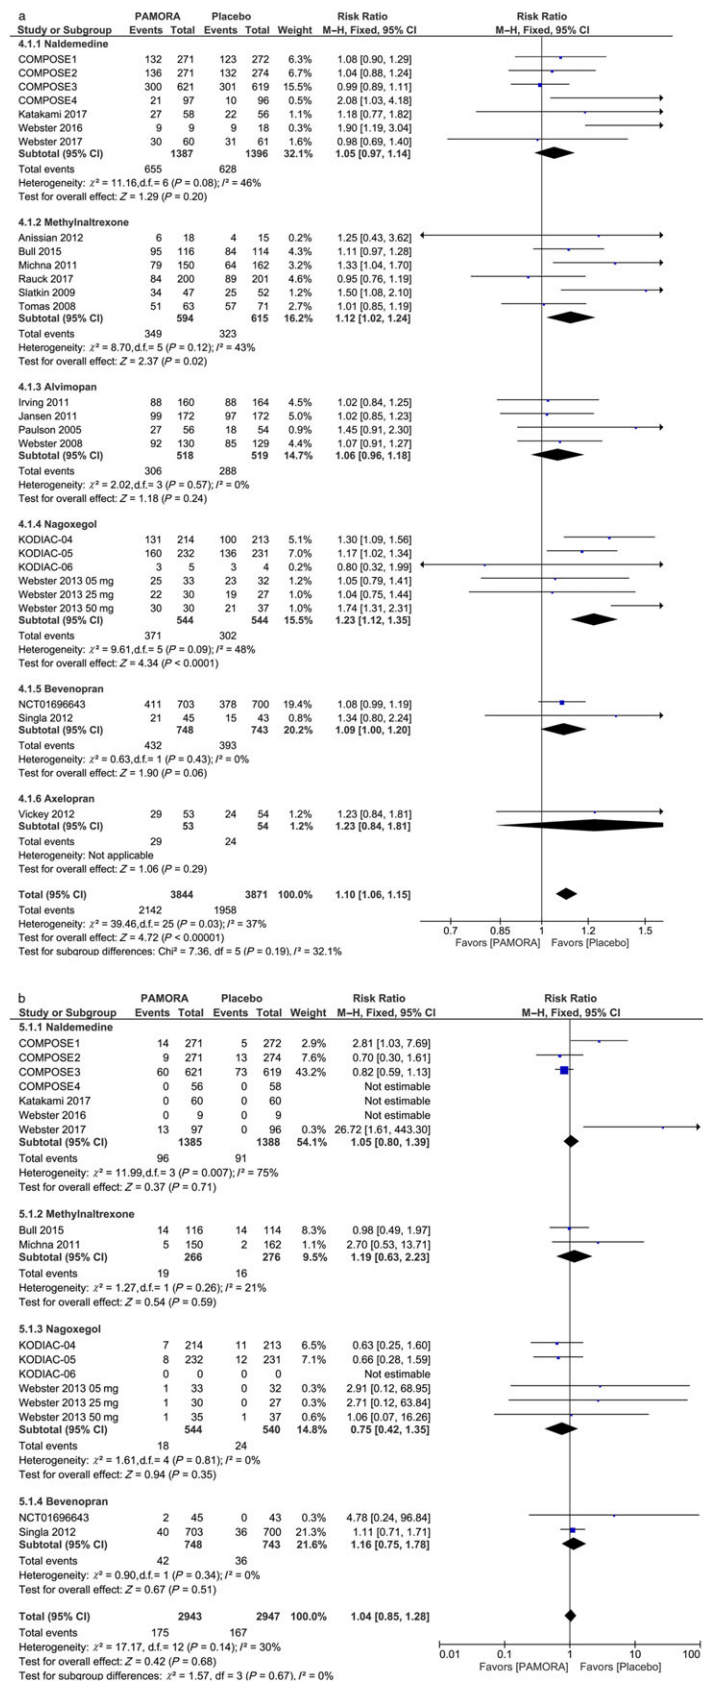 a
PAMORA Placebo Risk Ratio Risk Ratio
Study or Subgroup Events Total Events Total Weight M–H, Fixed, 95% CI M–H, Fixed, 95% CI
4.1.1 Naldemedine
COMPOSE1 132 271 123 272 6.3% 1.08 [0.90, 1.29]
COMPOSE2 136 271 132 274 6.7% 1.04 [0.88, 1.24]
COMPOSE3 300 621 301 619 15.5% 0.99 [0.89, 1.11]
COMPOSE4 21 97 10 96 0.5% 2.08 [1.03, 4.18]
Katakami 2017 27 58 22 56 1.1% 1.18 [0.77, 1.82]
Webster 2016 9 9 9 18 0.4% 1.90 [1.19, 3.04]
Webster 2017 30 60 31 61 1.6% 0.98 [0.69, 1.40]
Subtotal (95% CI) 1387 1396 32.1% 1.05 [0.97, 1.14]
Total events 655 628
Heterogeneity: χ² = 11.16,d.f.= 6 (P = 0.08); I² = 46%
Test for overall effect: Z = 1.29 (P = 0.20)
4.1.2 Methylnaltrexone
Anissian 2012 6 18 4 15 0.2% 1.25 [0.43, 3.62]
Bull 2015 95 116 84 114 4.3% 1.11 [0.97, 1.28]
Michna 2011 79 150 64 162 3.1% 1.33 [1.04, 1.70]
Rauck 2017 84 200 89 201 4.5% 0.95 [0.76, 1.19]
Slatkin 2009 34 47 25 52 1.2% 1.50 [1.08, 2.10]
Tomas 2008 51 63 57 71 2.8% 1.01 [0.85, 1.19]
Subtotal (95% CI) 594 615 16.2% 1.12 [1.02, 1.24]
Total events 349 323
Heterogeneity: χ² = 8.70,d.f.= 5 (P = 0.12); I² = 43%
Test for overall effect: Z = 2.37 (P = 0.02)
4.1.3 Alvimopan
Irving 2011 88 160 88 164 4.5% 1.02 [0.84, 1.25]
Jansen 2011 99 172 97 172 5.0% 1.02 [0.85, 1.23]
Paulson 2005 27 56 18 54 0.9% 1.45 [0.91, 2.30]
Webster 2008 92 130 85 129 4.4% 1.07 [0.91, 1.27]
Subtotal (95% CI) 518 519 14.7% 1.06 [0.96, 1.18]
Total events 306 288
Heterogeneity: χ² = 2.02,d.f.= 3 (P = 0.57); I² = 0%
Test for overall effect: Z = 1.18 (P = 0.24)
4.1.4 Nagoxegol
KODIAC-04 131 214 100 213 5.1% 1.30 [1.09, 1.56]
KODIAC-05 160 232 136 231 7.0% 1.17 [1.02, 1.34]
KODIAC-06 3 5 3 4 0.2% 0.80 [0.32, 1.99]
Webster 2013 05 mg 25 33 23 32 1.2% 1.05 [0.79, 1.41]
Webster 2013 25 mg 22 30 19 27 1.0% 1.04 [0.75, 1.44]
Webster 2013 50 mg 30 30 21 37 1.0% 1.74 [1.31, 2.31]
Subtotal (95% CI) 544 544 15.5% 1.23 [1.12, 1.35]
Total events 371 302
Heterogeneity: χ² = 9.61,d.f.= 5 (P = 0.09); I² = 48%
Test for overall effect: Z = 4.34 (P < 0.0001)
4.1.5 Bevenopran
NCT01696643 411 703 378 700 19.4% 1.08 [0.99, 1.19]
Singla 2012 21 45 15 43 0.8% 1.34 [0.80, 2.24]
Subtotal (95% CI) 748 743 20.2% 1.09 [1.00, 1.20]
Total events 432 393
Heterogeneity: χ² = 0.63,d.f.= 1 (P = 0.43); I² = 0%
Test for overall effect: Z = 1.90 (P = 0.06)
4.1.6 Axelopran
Vickey 2012 29 53 24 54 1.2% 1.23 [0.84, 1.81]
Subtotal (95% CI) 53 54 1.2% 1.23 [0.84, 1.81]
Total events 29 24
Heterogeneity: Not applicable
Test for overall effect: Z = 1.06 (P = 0.29)
Total (95% CI) 3844 3871 100.0% 1.10 [1.06, 1.15]
Total events 2142 1958
Heterogeneity: χ² = 39.46,d.f.= 25 (P = 0.03); I² = 37%
Test for overall effect: Z = 4.72 (P < 0.00001)
Test for subgroup differences: Chi² = 7.36, df = 5 (P = 0.19), I² = 32.1%
0.7 0.85 1 1.2 1.5
Favors [PAMORA] Favors [Placebo]
b
PAMORA Placebo Risk Ratio Risk Ratio
Study or Subgroup Events Total Events Total Weight M–H, Fixed, 95% CI M–H, Fixed, 95% CI
5.1.1 Naldemedine
COMPOSE1 14 271 5 272 2.9% 2.81 [1.03, 7.69]
COMPOSE2 9 271 13 274 7.6% 0.70 [0.30, 1.61]
COMPOSE3 60 621 73 619 43.2% 0.82 [0.59, 1.13]
COMPOSE4 0 56 0 58 Not estimable
Katakami 2017 0 60 0 60 Not estimable
Webster 2016 0 9 0 9 Not estimable
Webster 2017 13 97 0 96 0.3% 26.72 [1.61, 443.30]
Subtotal (95% CI) 1385 1388 54.1% 1.05 [0.80, 1.39]
Total events 96 91
Heterogeneity: χ² = 11.99,d.f.= 3 (P = 0.007); I² = 75%
Test for overall effect: Z = 0.37 (P = 0.71)
5.1.2 Methylnaltrexone
Bull 2015 14 116 14 114 8.3% 0.98 [0.49, 1.97]
Michna 2011 5 150 2 162 1.1% 2.70 [0.53, 13.71]
Subtotal (95% CI) 266 276 9.5% 1.19 [0.63, 2.23]
Total events 19 16
Heterogeneity: χ² = 1.27,d.f.= 1 (P = 0.26); I² = 21%
Test for overall effect: Z = 0.54 (P = 0.59)
5.1.3 Nagoxegol
KODIAC-04 7 214 11 213 6.5% 0.63 [0.25, 1.60]
KODIAC-05 8 232 12 231 7.1% 0.66 [0.28, 1.59]
KODIAC-06 0 0 0 0 Not estimable
Webster 2013 05 mg 1 33 0 32 0.3% 2.91 [0.12, 68.95]
Webster 2013 25 mg 1 30 0 27 0.3% 2.71 [0.12, 63.84]
Webster 2013 50 mg 1 35 1 37 0.6% 1.06 [0.07, 16.26]
Subtotal (95% CI) 544 540 14.8% 0.75 [0.42, 1.35]
Total events 18 24
Heterogeneity: χ² = 1.61,d.f.= 4 (P = 0.81); I² = 0%
Test for overall effect: Z = 0.94 (P = 0.35)
5.1.4 Bevenopran
NCT01696643 2 45 0 43 0.3% 4.78 [0.24, 96.84]
Singla 2012 40 703 36 700 21.3% 1.11 [0.71, 1.71]
Subtotal (95% CI) 748 743 21.6% 1.16 [0.75, 1.78]
Total events 42 36
Heterogeneity: χ² = 0.90,d.f.= 1 (P = 0.34); I² = 0%
Test for overall effect: Z = 0.67 (P = 0.51)
Total (95% CI) 2943 2947 100.0% 1.04 [0.85, 1.28]
Total events 175 167
Heterogeneity: χ² = 17.17, d.f. = 12 (P = 0.14); I² = 30%
Test for overall effect: Z = 0.42 (P = 0.68)
Test for subgroup differences: χ² = 1.57, df = 3 (P = 0.67), I² = 0%
0.01 0.1 1 10 100
Favors [PAMORA] Favors [Placebo]